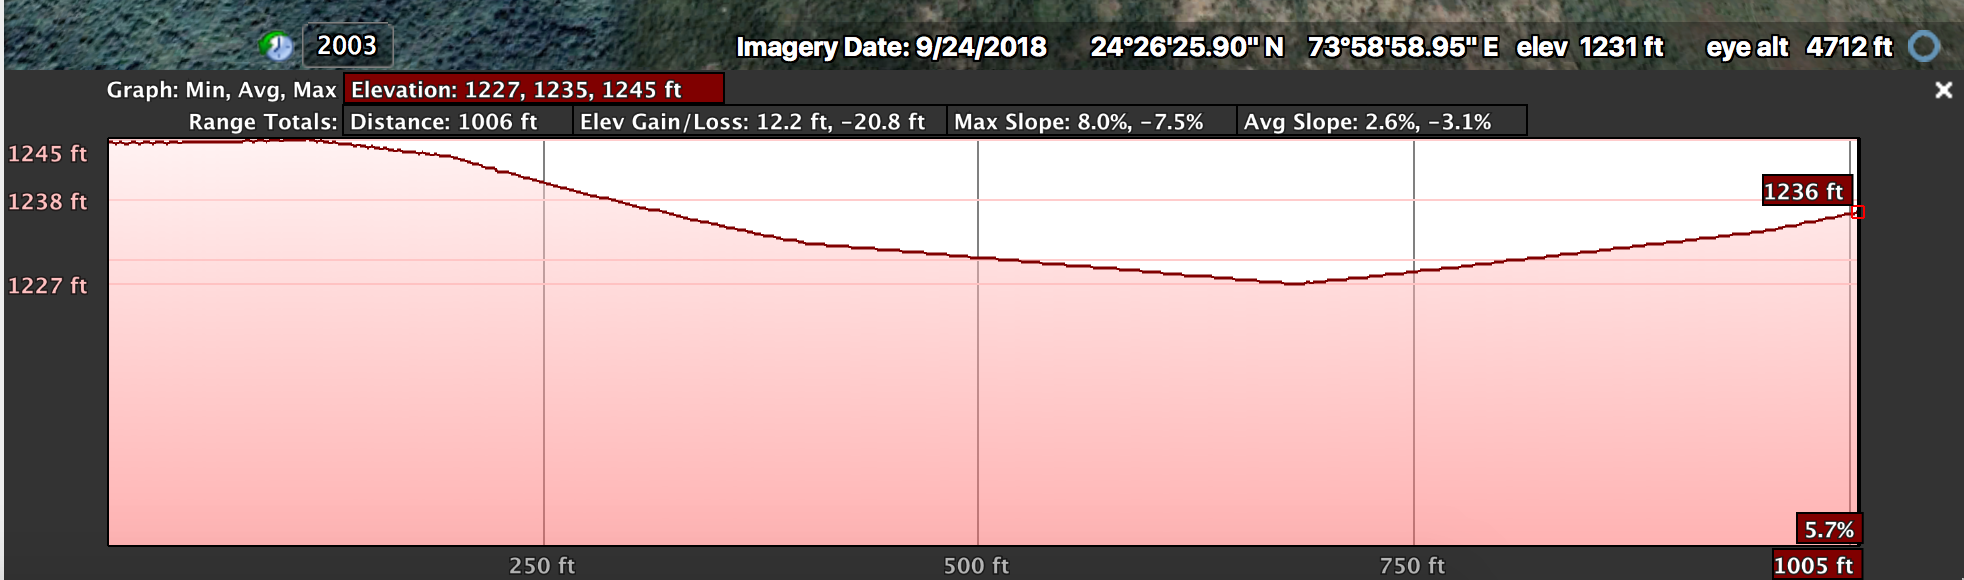 2003 Imagery Date: 9/24/2018 24°26'25.90" N 73°58'58.95" E elev 1231 ft eye alt 4712 ft
Graph: Min, Avg, Max Elevation: 1227, 1235, 1245 ft
Range Totals: Distance: 1006 ft Elev Gain/Loss: 12.2 ft, -20.8 ft Max Slope: 8.0%, -7.5% Avg Slope: 2.6%, -3.1%
1245 ft
1236 ft
1238 ft
1227 ft
5.7%
250 ft 500 ft 750 ft 1005 ft